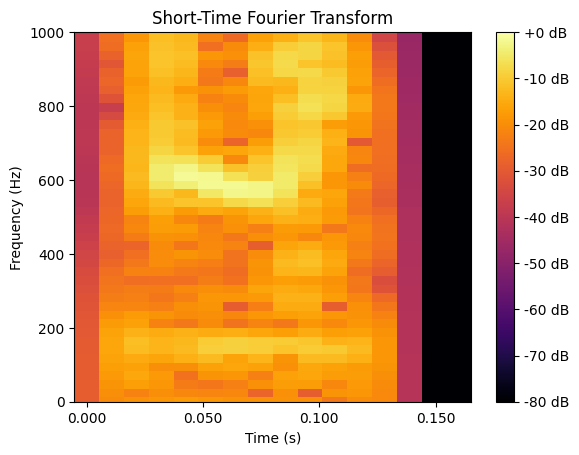 Short-Time Fourier Transform
1000
800
600
400
200
0
Frequency (Hz)
0.000
0.050
0.100
0.150
Time (s)
+0 dB
-10 dB
-20 dB
-30 dB
-40 dB
-50 dB
-60 dB
-70 dB
-80 dB